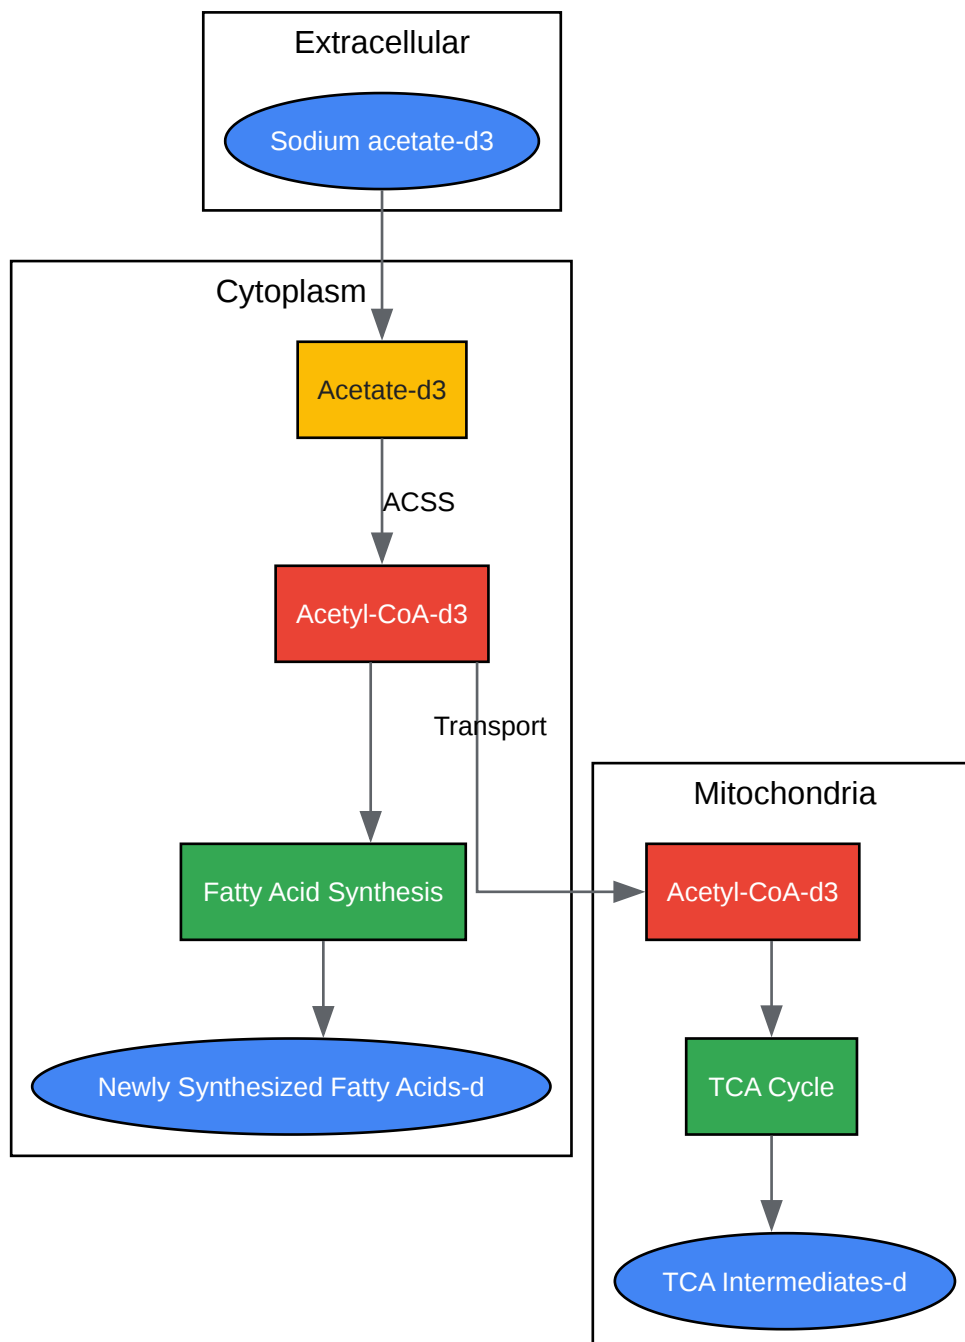 Extracellular
Sodium acetate-d3
Cytoplasm
Acetate-d3
ACSS
Acetyl-CoA-d3
Transport
Mitochondria
Fatty Acid Synthesis
Acetyl-CoA-d3
Newly Synthesized Fatty Acids-d
TCA Cycle
TCA Intermediates-d